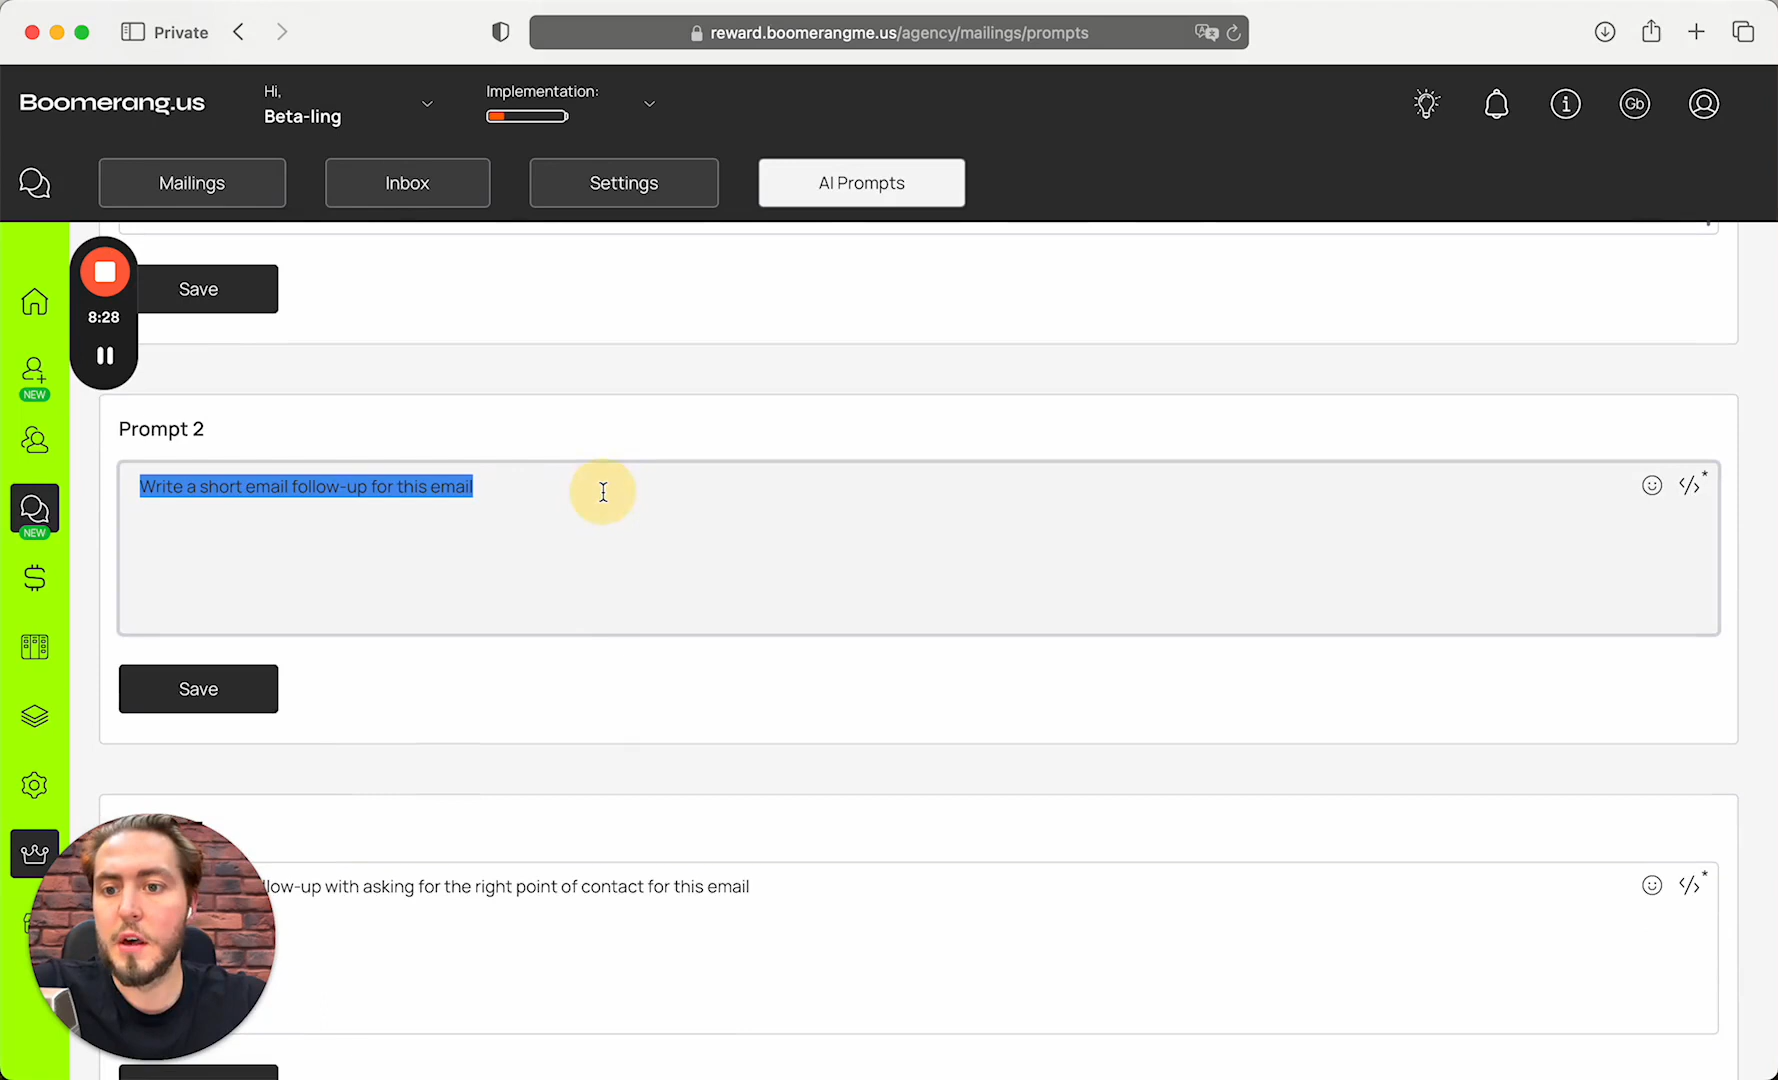 Private
reward.boomerangme.us/agency/mailings/prompts
Boomerang.us
Hi,
Beta-ling
Implementation:
Gb
Mailings
Inbox
Settings
AI Prompts
Save
8:28
NEW
Prompt 2
Write a short email follow-up for this email
NEW
Save
llow-up with asking for the right point of contact for this email